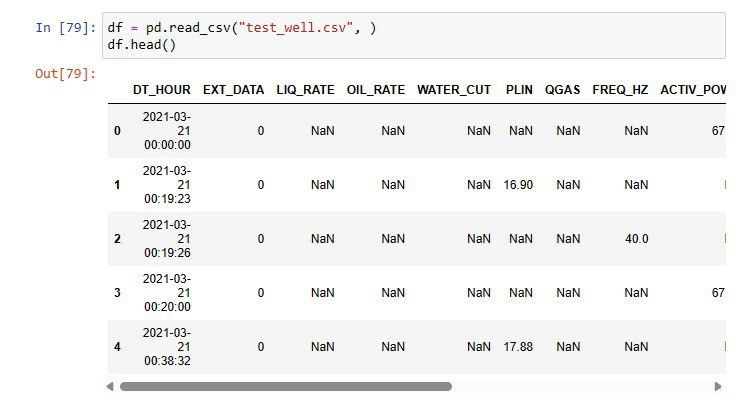 In [79]: df = pd.read_csv("test_well.csv", )
df.head()
Out[79]:
DT_HOUR EXT_DATA LIQ_RATE OIL_RATE WATER_CUT PLIN QGAS FREQ_HZ ACTIV_POW
2021-03-
0 21 0 NaN NaN NaN NaN NaN NaN 67
00:00:00
2021-03-
1 21 0 NaN NaN NaN 16.90 NaN NaN
00:19:23
2021-03-
2 21 0 NaN NaN NaN NaN NaN 40.0
00:19:26
2021-03-
3 21 0 NaN NaN NaN NaN NaN NaN 67
00:20:00
2021-03-
4 21 0 NaN NaN NaN 17.88 NaN NaN
00:38:32